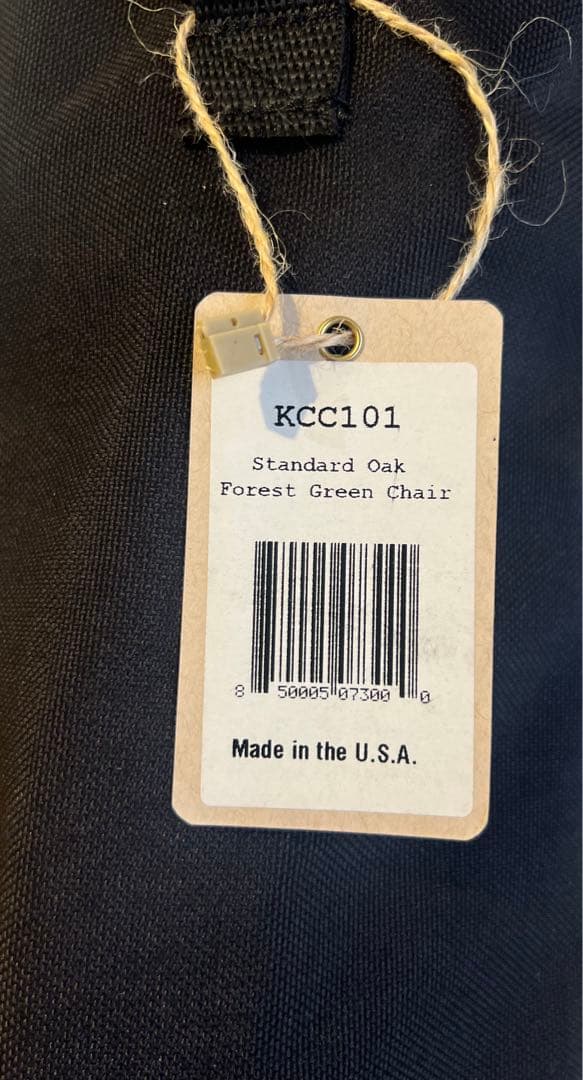 KCC101
Standard Oak
Forest Green Chair
8 50005 07300 0
Made in the U.S.A.